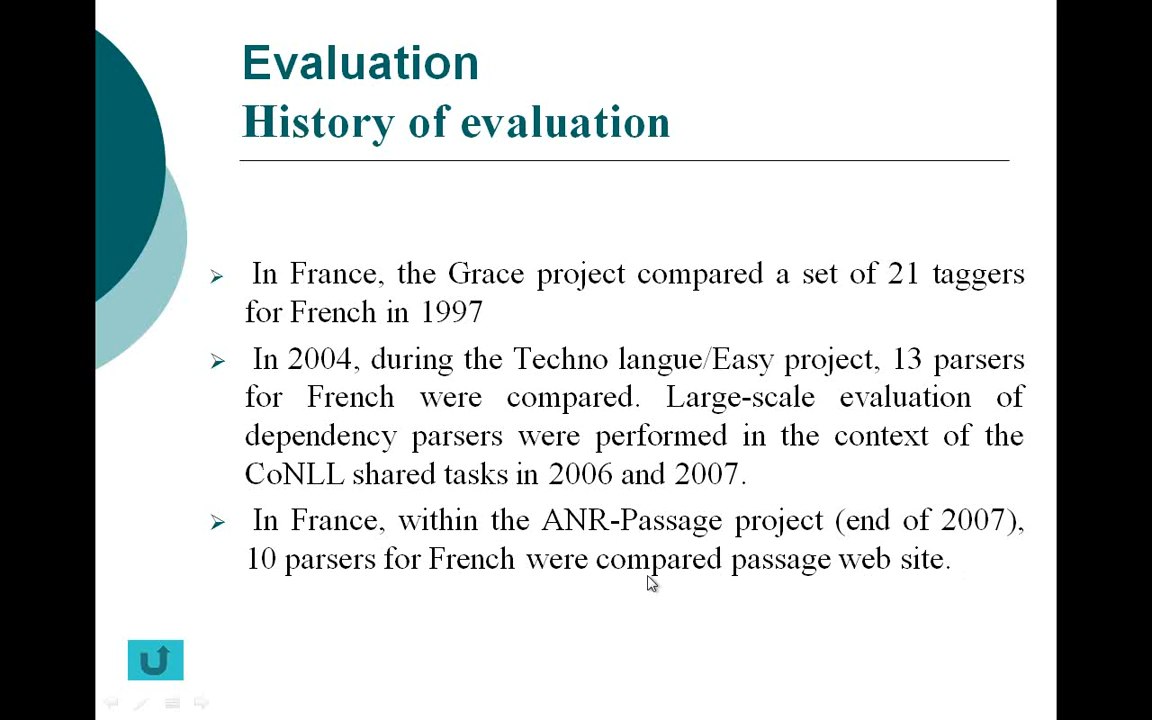 Evaluation
History of evaluation
In France, the Grace project compared a set of 21 taggers
for French in 1997
In 2004, during the Techno langue/Easy project, 13 parsers
for French were compared. Large-scale evaluation of
dependency parsers were performed in the context of the
CoNLL shared tasks in 2006 and 2007.
In France, within the ANR-Passage project (end of 2007),
10 parsers for French were compared passage web site.